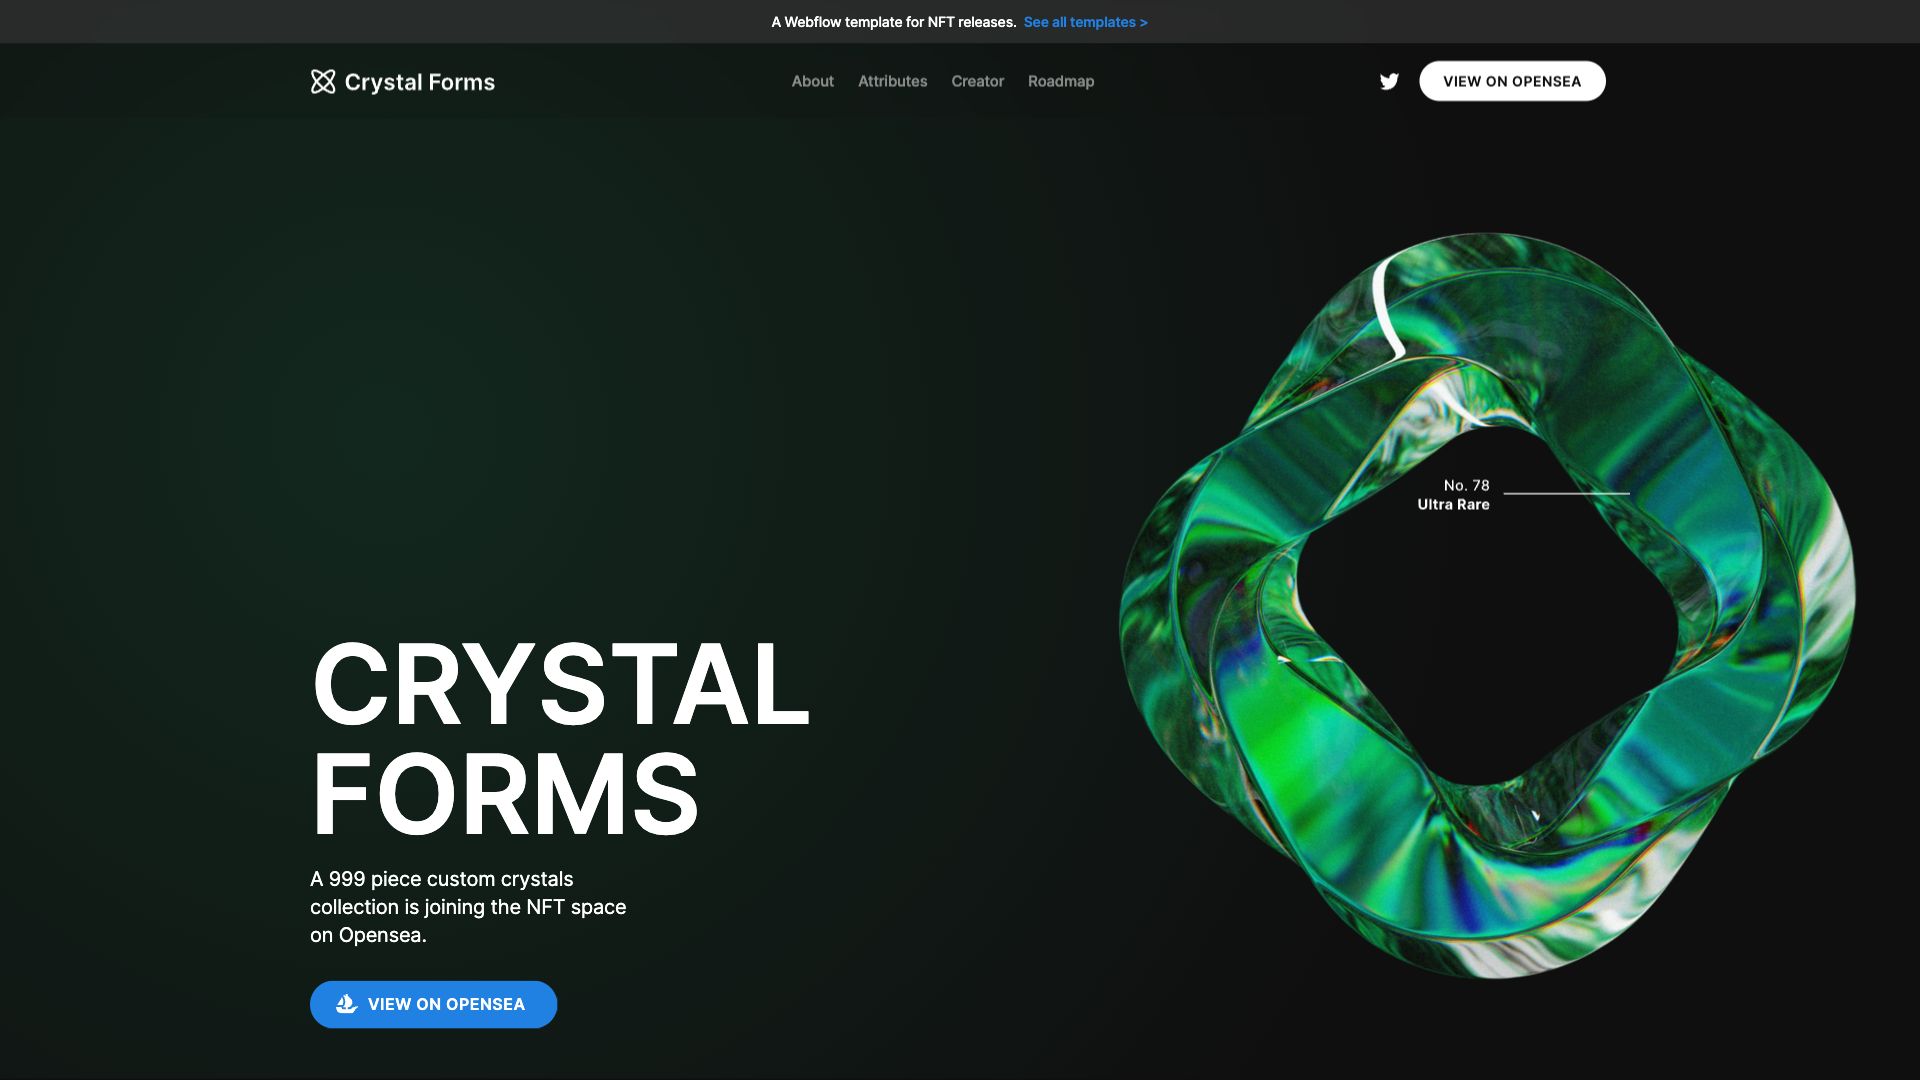 A Webflow template for NFT releases. See all templates >
Crystal Forms
About Attributes Creator Roadmap
VIEW ON OPENSEA
No. 78
Ultra Rare
CRYSTAL
FORMS
A 999 piece custom crystals
collection is joining the NFT space
on Opensea.
VIEW ON OPENSEA